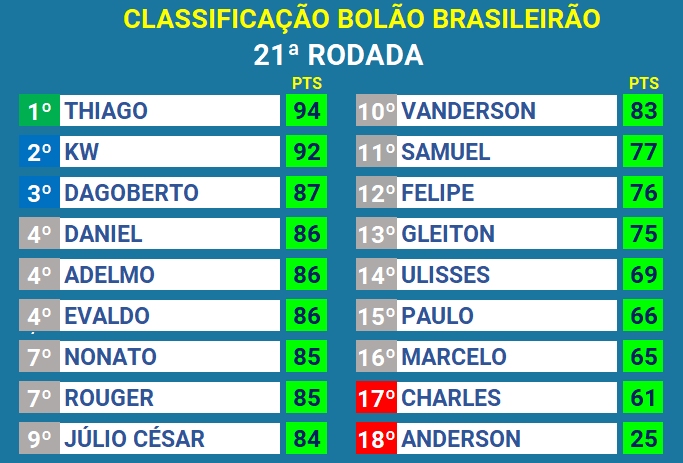 CLASSIFICAÇÃO BOLÃO BRASILEIRÃO
21ª RODADA
PTS
1º THIAGO 94
2º KW 92
3º DAGOBERTO 87
4º DANIEL 86
4º ADELMO 86
4º EVALDO 86
7º NONATO 85
7º ROUGER 85
9º JÚLIO CÉSAR 84
PTS
10º VANDERSON 83
11º SAMUEL 77
12º FELIPE 76
13º GLEITON 75
14º ULISSES 69
15º PAULO 66
16º MARCELO 65
17º CHARLES 61
18º ANDERSON 25